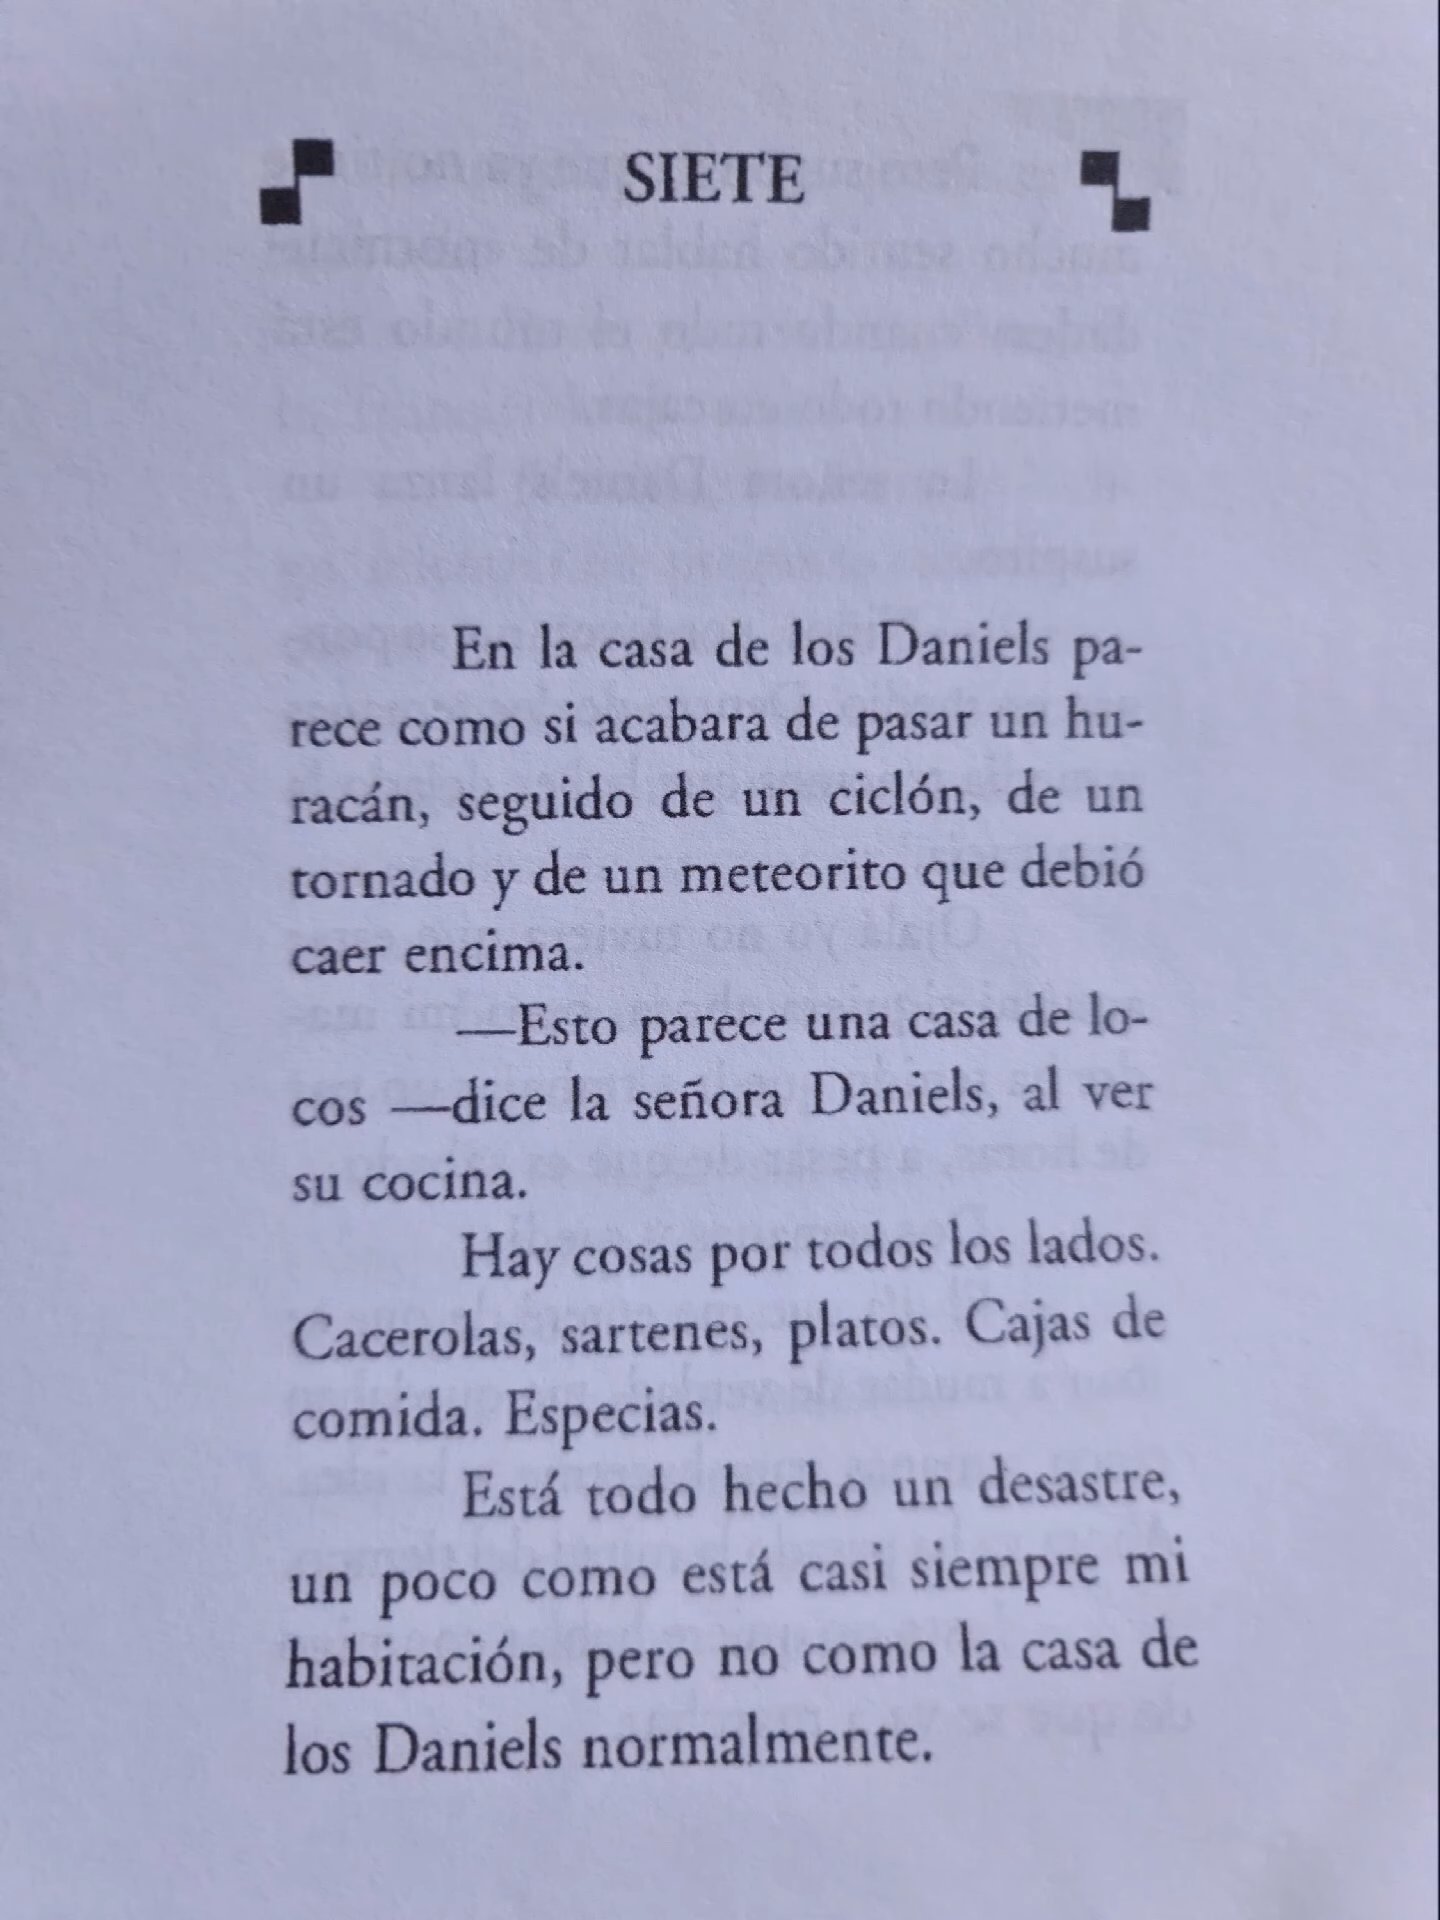 SIETE
En la casa de los Daniels pa-
rece como si acabara de pasar un hu-
racán, seguido de un ciclón, de un
tornado y de un meteorito que debió
caer encima.
—Esto parece una casa de lo-
cos —dice la señora Daniels, al ver
su cocina.
Hay cosas por todos los lados.
Cacerolas, sartenes, platos. Cajas de
comida. Especias.
Está todo hecho un desastre,
un poco como está casi siempre mi
habitación, pero no como la casa de
los Daniels normalmente.